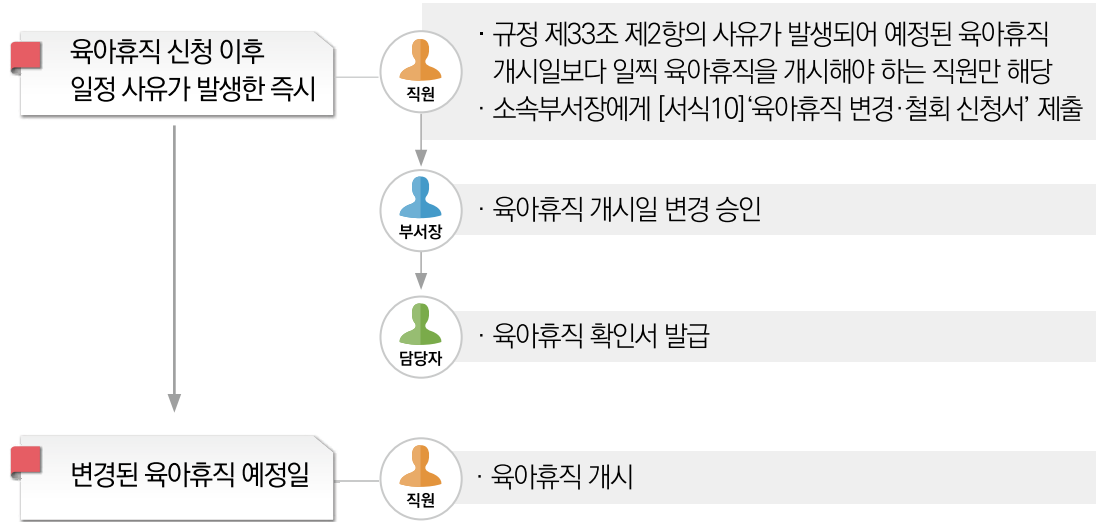 육아휴직 신청 이후
일정 사유가 발생한 즉시
직원
· 규정 제33조 제2항의 사유가 발생되어 예정된 육아휴직
개시일보다 일찍 육아휴직을 개시해야 하는 직원만 해당
· 소속부서장에게 [서식10] ‘육아휴직 변경·철회 신청서’ 제출
부서장
· 육아휴직 개시일 변경 승인
담당자
· 육아휴직 확인서 발급
변경된 육아휴직 예정일
직원
· 육아휴직 개시